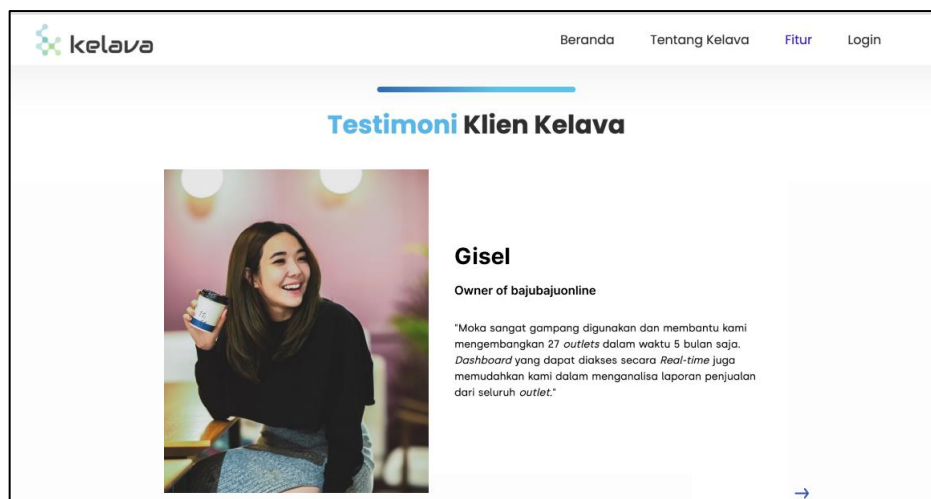 kelava
Beranda Tentang Kelava Fitur Login
Testimoni Klien Kelava
Gisel
Owner of bajubajuonline
"Moka sangat gampang digunakan dan membantu kami
mengembangkan 27 outlets dalam waktu 5 bulan saja.
Dashboard yang dapat diakses secara Real-time juga
memudahkan kami dalam menganalisa laporan penjualan
dari seluruh outlet."